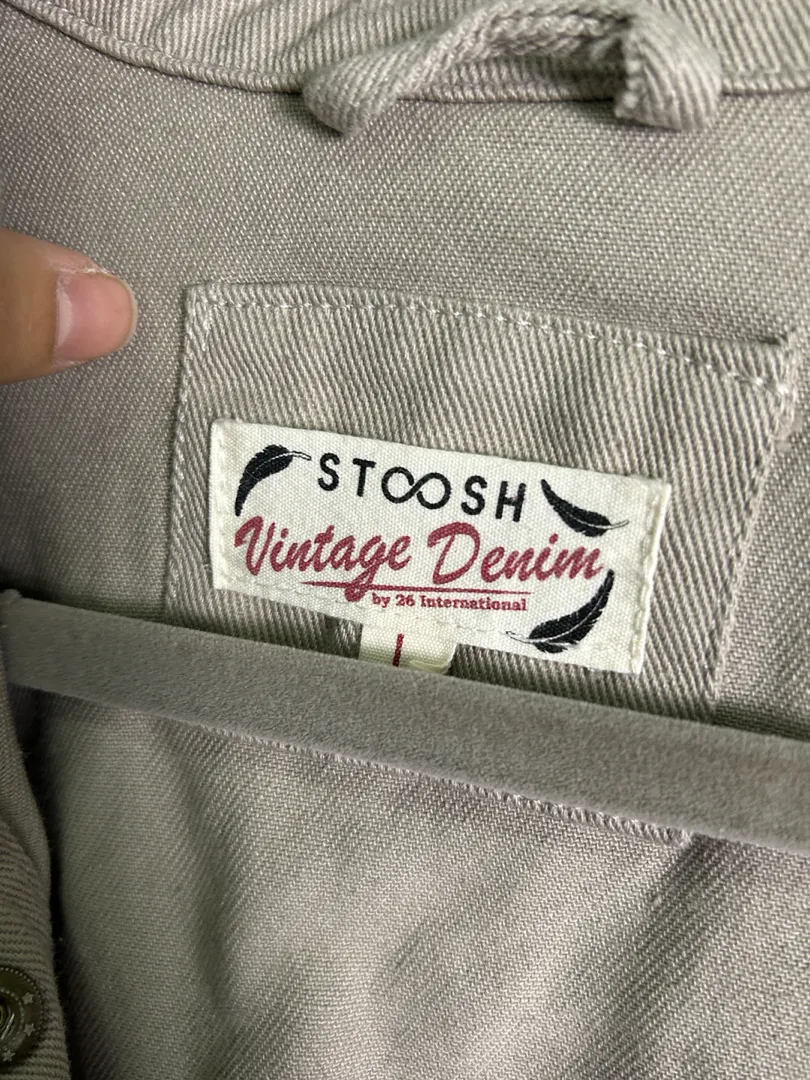 STOOSH
Vintage Denim
by 26 International